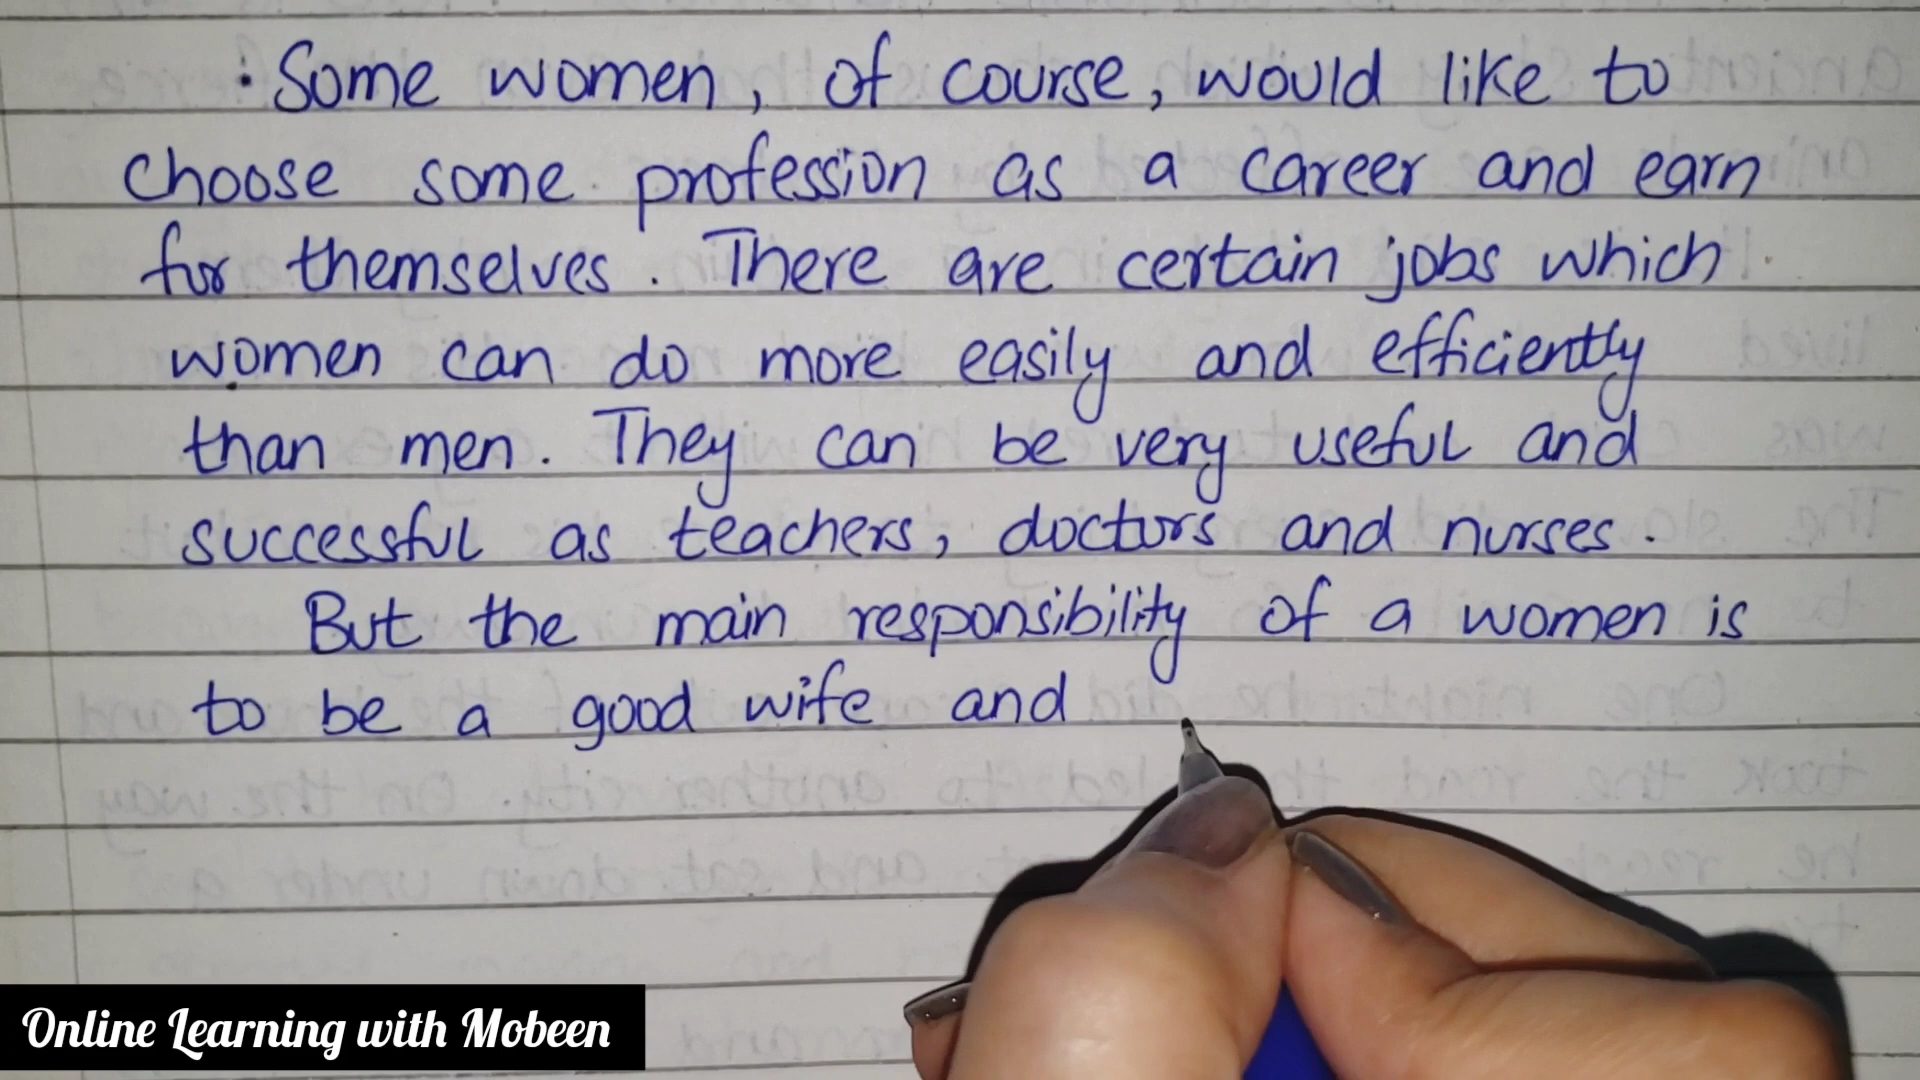 Some women, of course, would like to
choose some profession as a career and earn
for themselves. There are certain jobs which
women can do more easily and efficiently
than men. They can be very useful and
successful as teachers, doctors and nurses.
But the main responsibility of a women is
to be a good wife and
Online Learning with Mobeen